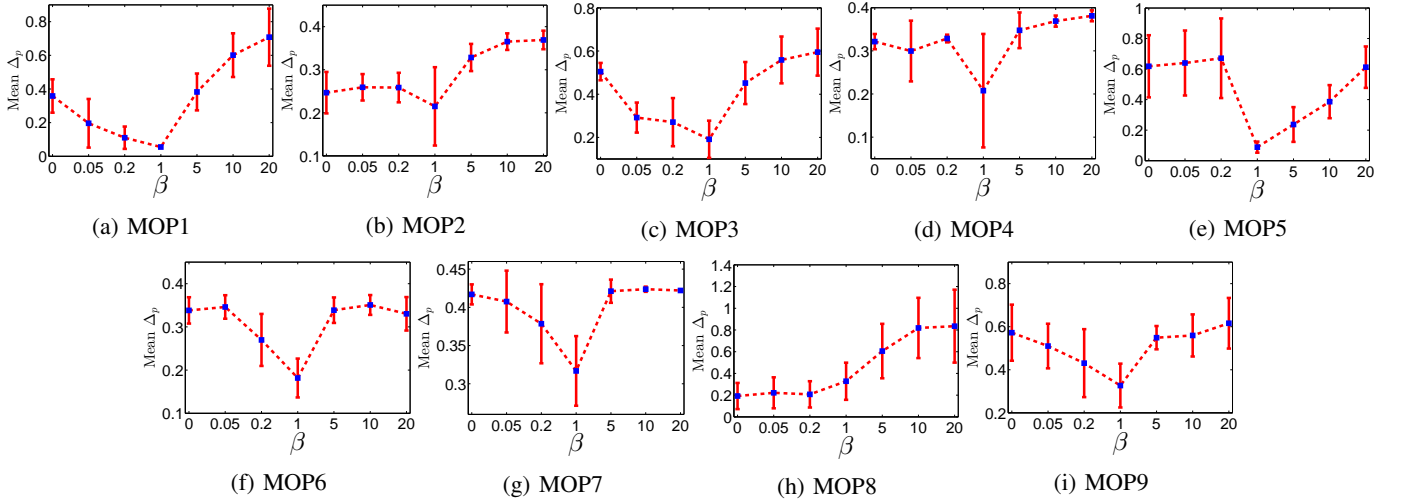 Mean Δp
0.8
0.6
0.4
0.2
0
0 0.05 0.2 1 5 10 20
β
(a) MOP1
Mean Δp
0.4
0.3
0.2
0.1
0 0.05 0.2 1 5 10 20
β
(b) MOP2
Mean Δp
0.8
0.6
0.4
0.2
0 0.05 0.2 1 5 10 20
β
(c) MOP3
Mean Δp
0.4
0.3
0.2
0.1
0 0.05 0.2 1 5 10 20
β
(d) MOP4
Mean Δp
1
0.8
0.6
0.4
0.2
0
0 0.05 0.2 1 5 10 20
β
(e) MOP5
Mean Δp
0.4
0.3
0.2
0.1
0 0.05 0.2 1 5 10 20
β
(f) MOP6
Mean Δp
0.45
0.4
0.35
0.3
0 0.05 0.2 1 5 10 20
β
(g) MOP7
Mean Δp
1.4
1.2
1
0.8
0.6
0.4
0.2
0
0 0.05 0.2 1 5 10 20
β
(h) MOP8
Mean Δp
0.8
0.6
0.4
0.2
0 0.05 0.2 1 5 10 20
β
(i) MOP9